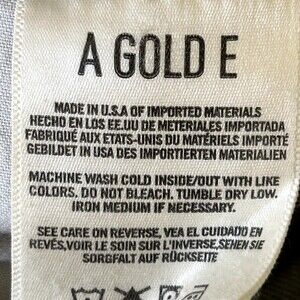 A GOLD E
MADE IN U.S.A OF IMPORTED MATERIALS
HECHO EN LOS EE.UU DE METERIALES IMPORTADA
FABRIQUÉ AUX ETATS-UNIS DU MATÉRIELS IMPORTÉ
GEBILDET IN USA DES IMPORTIERTEN MATERIALIEN
MACHINE WASH COLD INSIDE/OUT WITH LIKE
COLORS. DO NOT BLEACH. TUMBLE DRY LOW.
IRON MEDIUM IF NECESSARY.
SEE CARE ON REVERSE, VEA EL CUIDADO EN
REVÉS,VOIR LE SOIN SUR L'INVERSE,SEHEN SIE
SORGFALT AUF RÜCKSEITE